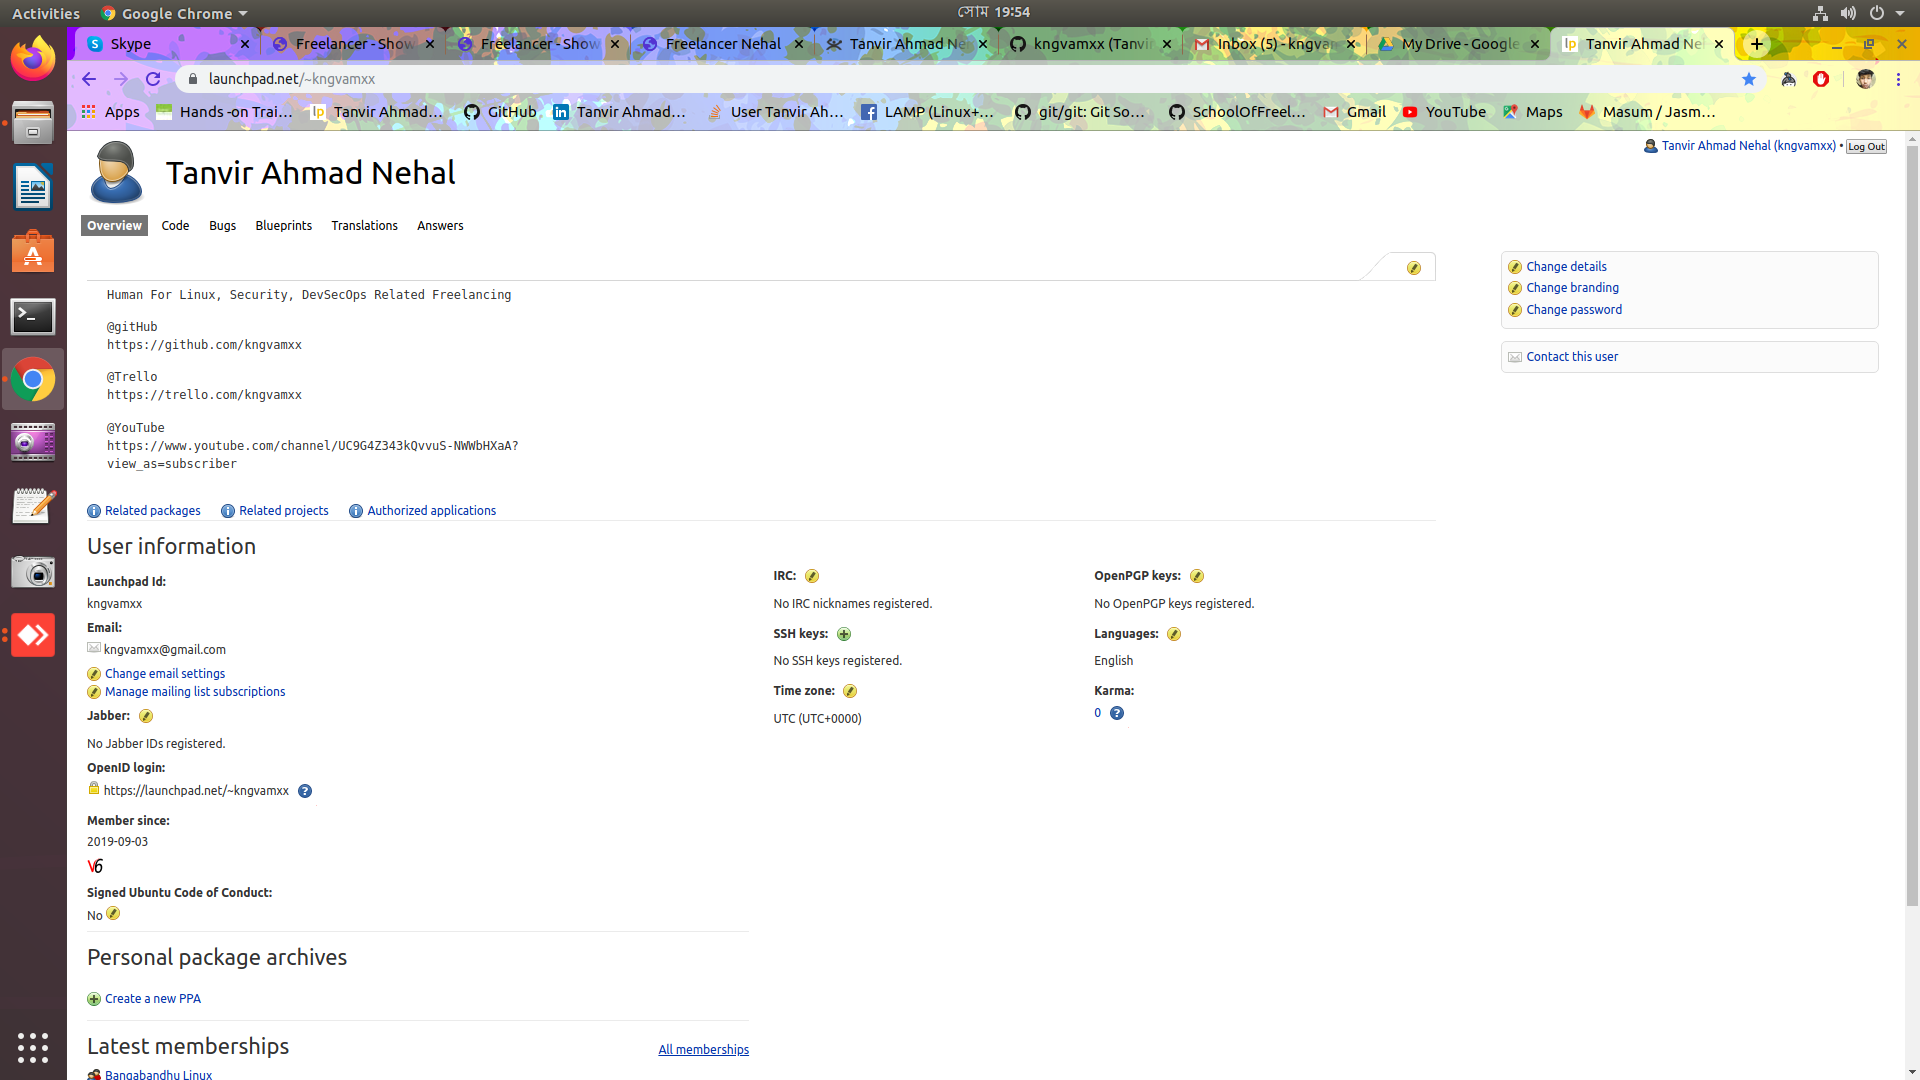 Activities
Google Chrome
সোম 19:54
Skype
Freelancer - Show
Freelancer - Show
Freelancer Nehal
Tanvir Ahmad Ne
kngvamxx (Tanvir
Inbox (5) - kngvam
My Drive - Google
Tanvir Ahmad Neh
launchpad.net/~kngvamxx
Apps
Hands -on Trai...
Tanvir Ahmad...
GitHub
Tanvir Ahmad...
User Tanvir Ah...
LAMP (Linux+...
git/git: Git So...
SchoolOfFreel...
Gmail
YouTube
Maps
Masum / Jasm...
Tanvir Ahmad Nehal (kngvamxx) • Log Out
Tanvir Ahmad Nehal
Overview
Code
Bugs
Blueprints
Translations
Answers
Change details
Change branding
Change password
Contact this user
Human For Linux, Security, DevSecOps Related Freelancing
@gitHub
https://github.com/kngvamxx
@Trello
https://trello.com/kngvamxx
@YouTube
https://www.youtube.com/channel/UC9G4Z343kQvvuS-NWWbHXaA?
view_as=subscriber
Related packages
Related projects
Authorized applications
User information
Launchpad Id:
kngvamxx
Email:
kngvamxx@gmail.com
Change email settings
Manage mailing list subscriptions
Jabber:
No Jabber IDs registered.
OpenID login:
https://launchpad.net/~kngvamxx
Member since:
2019-09-03
V6
Signed Ubuntu Code of Conduct:
No
IRC:
No IRC nicknames registered.
SSH keys:
No SSH keys registered.
Time zone:
UTC (UTC+0000)
OpenPGP keys:
No OpenPGP keys registered.
Languages:
English
Karma:
0
Personal package archives
Create a new PPA
Latest memberships
All memberships
Bangabandhu Linux